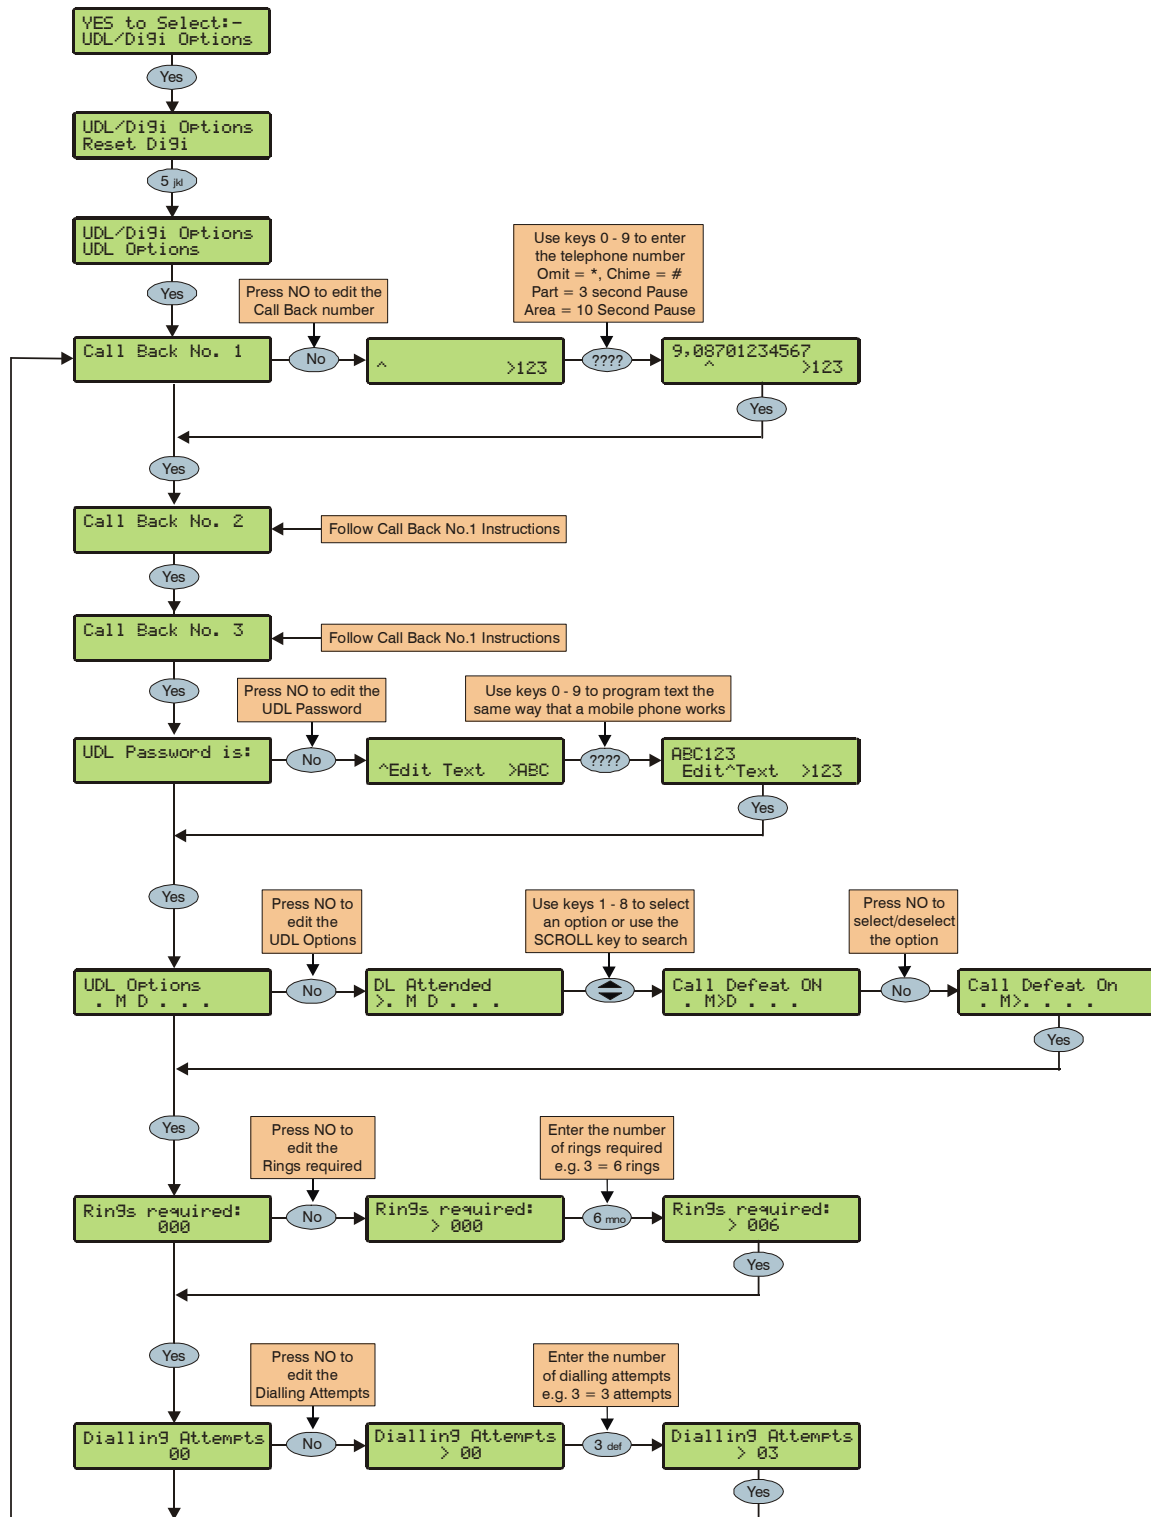 YES to Select:-
UDL/Digi Options
Yes
UDL/Digi Options
Reset Digi
5 jkl
UDL/Digi Options
UDL Options
Yes
Press NO to edit the
Call Back number
Use keys 0 - 9 to enter
the telephone number
Omit = *, Chime = #
Part = 3 second Pause
Area = 10 Second Pause
Call Back No. 1
No
^ >123
????
9,08701234567
^ >123
Yes
Yes
Call Back No. 2
Follow Call Back No.1 Instructions
Yes
Call Back No. 3
Follow Call Back No.1 Instructions
Yes
Press NO to edit the
UDL Password
Use keys 0 - 9 to program text the
same way that a mobile phone works
UDL Password is:
No
^Edit Text >ABC
????
ABC123
Edit^Text >123
Yes
Yes
Press NO to
edit the
UDL Options
Use keys 1 - 8 to select
an option or use the
SCROLL key to search
Press NO to
select/deselect
the option
UDL Options
. M D . . .
No
DL Attended
>. M D . . .
Call Defeat ON
. M>D . . .
No
Call Defeat On
. M>. . . .
Yes
Yes
Press NO to
edit the
Rings required
Enter the number
of rings required
e.g. 3 = 6 rings
Rings required:
000
No
Rings required:
> 000
6 mno
Rings required:
> 006
Yes
Yes
Press NO to
edit the
Dialling Attempts
Enter the number
of dialling attempts
e.g. 3 = 3 attempts
Dialling Attempts
00
No
Dialling Attempts
> 00
3 def
Dialling Attempts
> 03
Yes